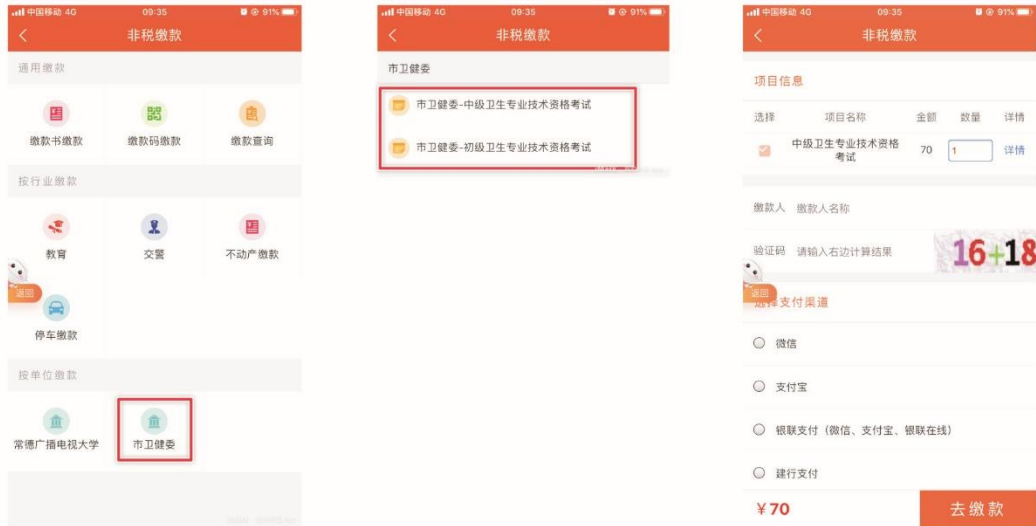 中国移动 4G 09:35 91%
非税缴款
通用缴款
缴款书缴款 缴款码缴款 缴款查询
按行业缴款
教育 交警 不动产缴款
返回
停车缴款
按单位缴款
常德广播电视大学 市卫健委
中国移动 4G 09:35 91%
非税缴款
市卫健委
市卫健委-中级卫生专业技术资格考试
市卫健委-初级卫生专业技术资格考试
中国移动 4G 09:35 91%
非税缴款
项目信息
选择 项目名称 金额 数量 详情
中级卫生专业技术资格
考试 70 1 详情
缴款人 缴款人名称
验证码 请输入右边计算结果 16+18
返回
选择支付渠道
微信
支付宝
银联支付（微信、支付宝、银联在线）
建行支付
￥70 去缴款